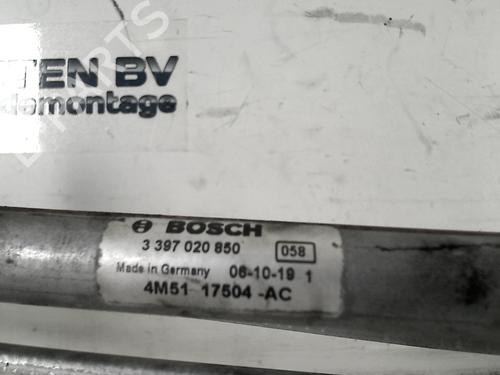 TEN BV
demontage
BOSCH
3 397 020 850 058
Made in Germany 06-10-19 1
4M51 17504 -AC